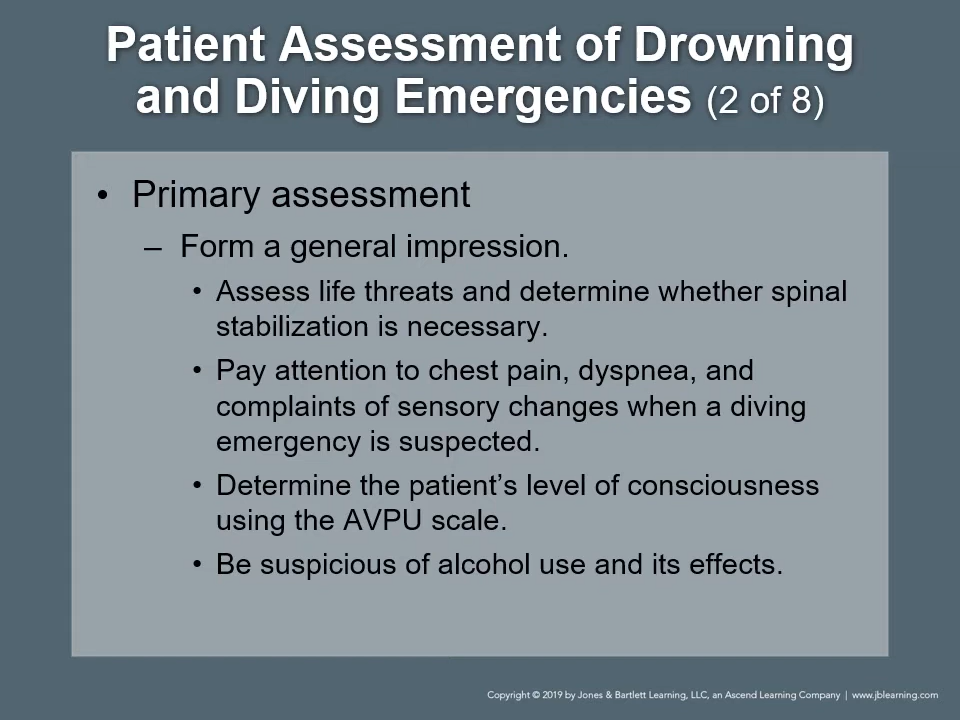 Patient Assessment of Drowning
and Diving Emergencies (2 of 8)
• Primary assessment
– Form a general impression.
• Assess life threats and determine whether spinal
stabilization is necessary.
• Pay attention to chest pain, dyspnea, and
complaints of sensory changes when a diving
emergency is suspected.
• Determine the patient’s level of consciousness
using the AVPU scale.
• Be suspicious of alcohol use and its effects.
Copyright © 2019 by Jones & Bartlett Learning, LLC, an Ascend Learning Company | www.jblearning.com